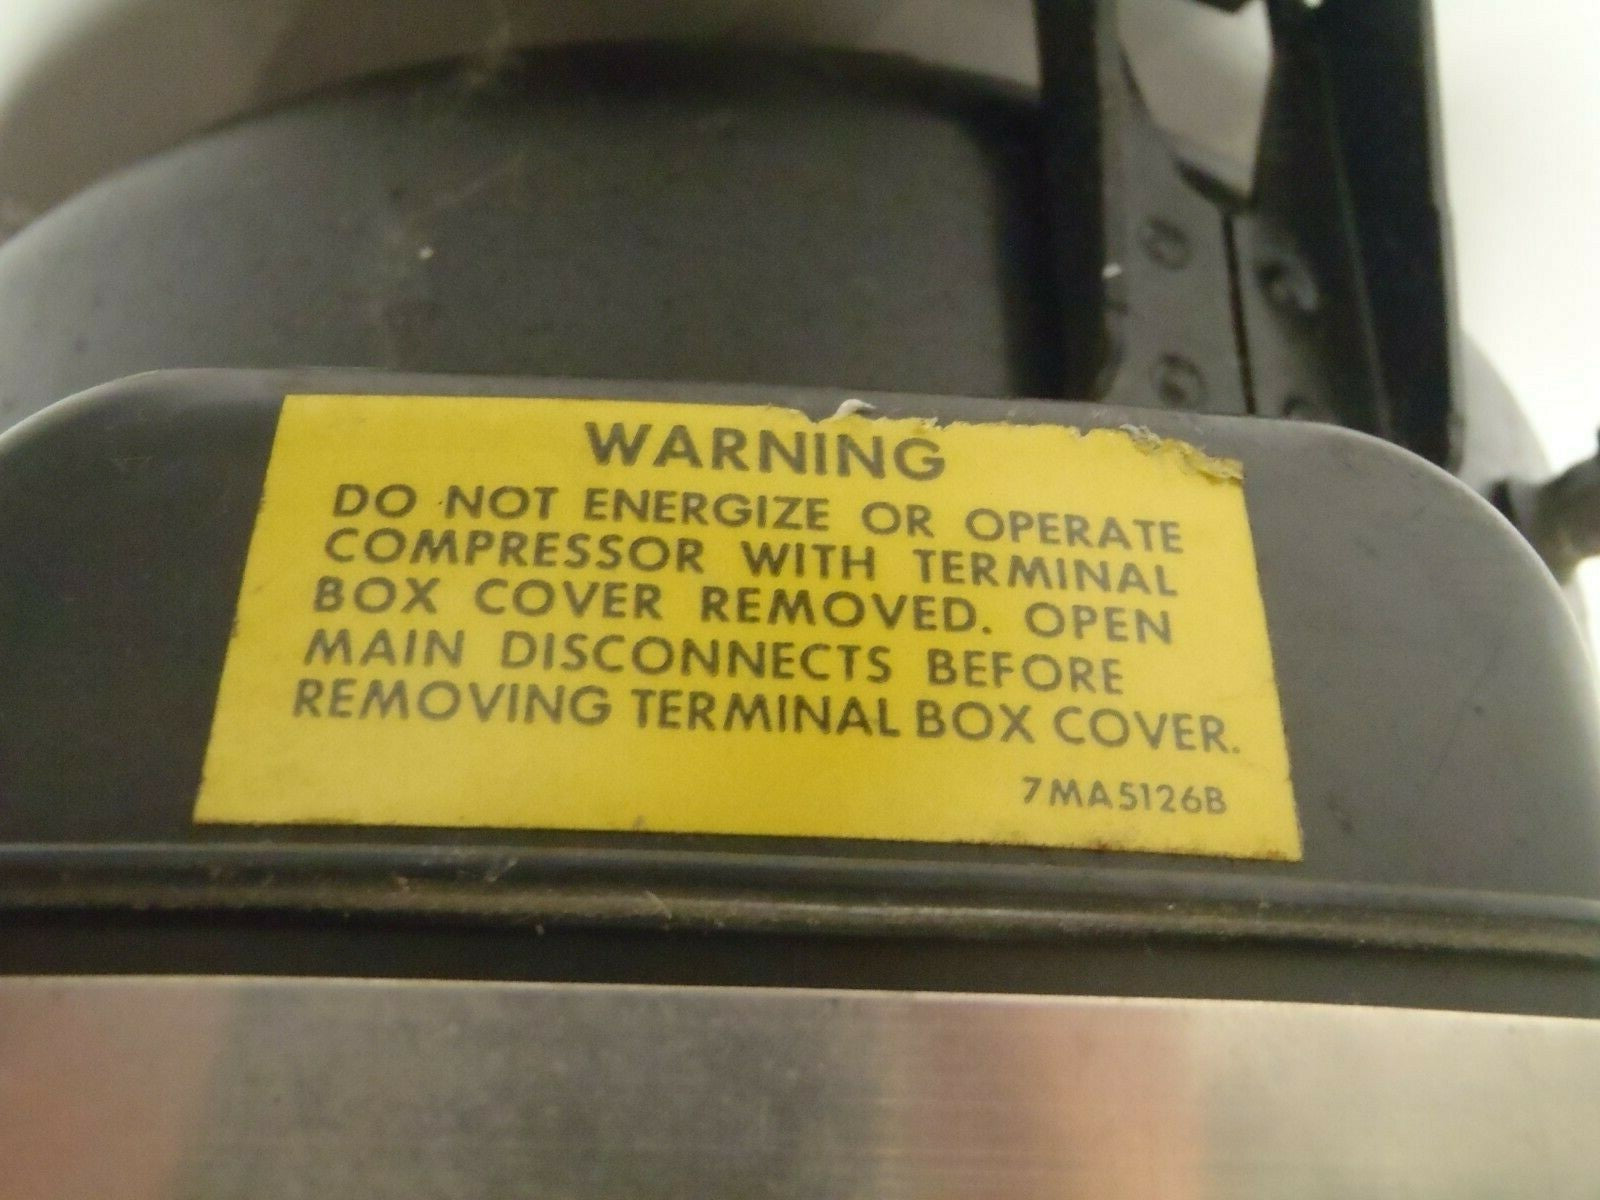 WARNING
DO NOT ENERGIZE OR OPERATE
COMPRESSOR WITH TERMINAL
BOX COVER REMOVED. OPEN
MAIN DISCONNECTS BEFORE
REMOVING TERMINAL BOX COVER.
7MA5126B